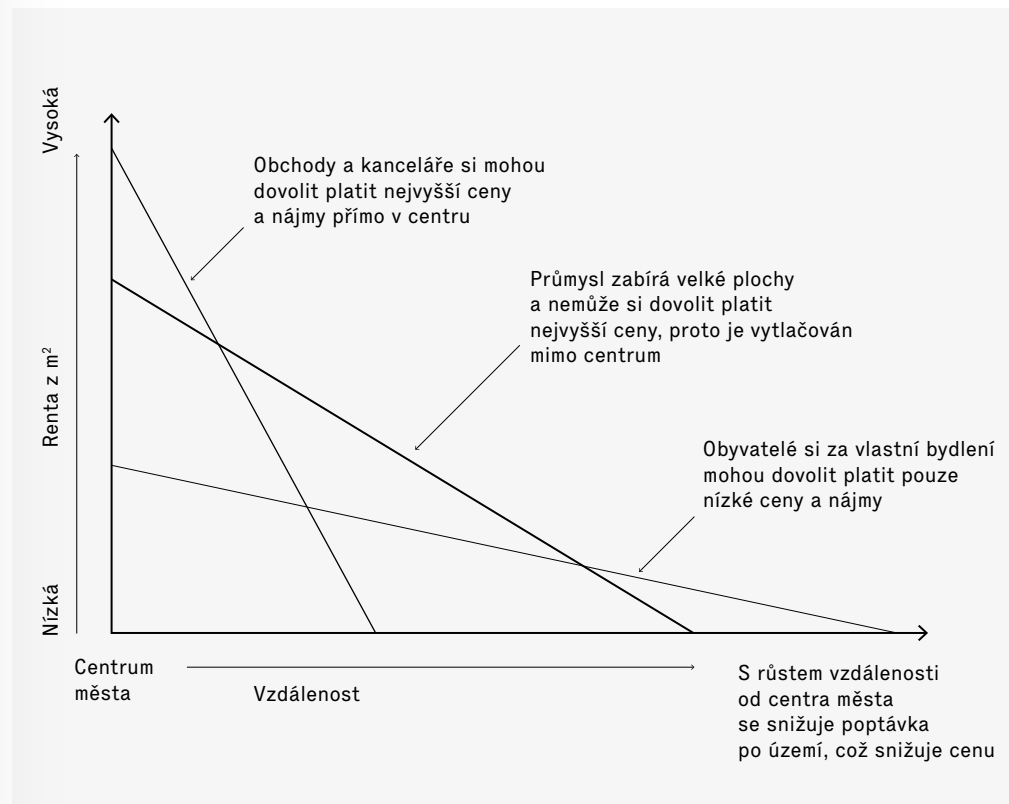 Vysoká
Obchody a kanceláře si mohou
dovolit platit nejvyšší ceny
a nájmy přímo v centru
Průmysl zabírá velké plochy
a nemůže si dovolit platit
nejvyšší ceny, proto je vytlačován
mimo centrum
Renta z m²
Obyvatelé si za vlastní bydlení
mohou dovolit platit pouze
nízké ceny a nájmy
Nízká
Centrum
města
Vzdálenost
S růstem vzdálenosti
od centra města
se snižuje poptávka
po území, což snižuje cenu